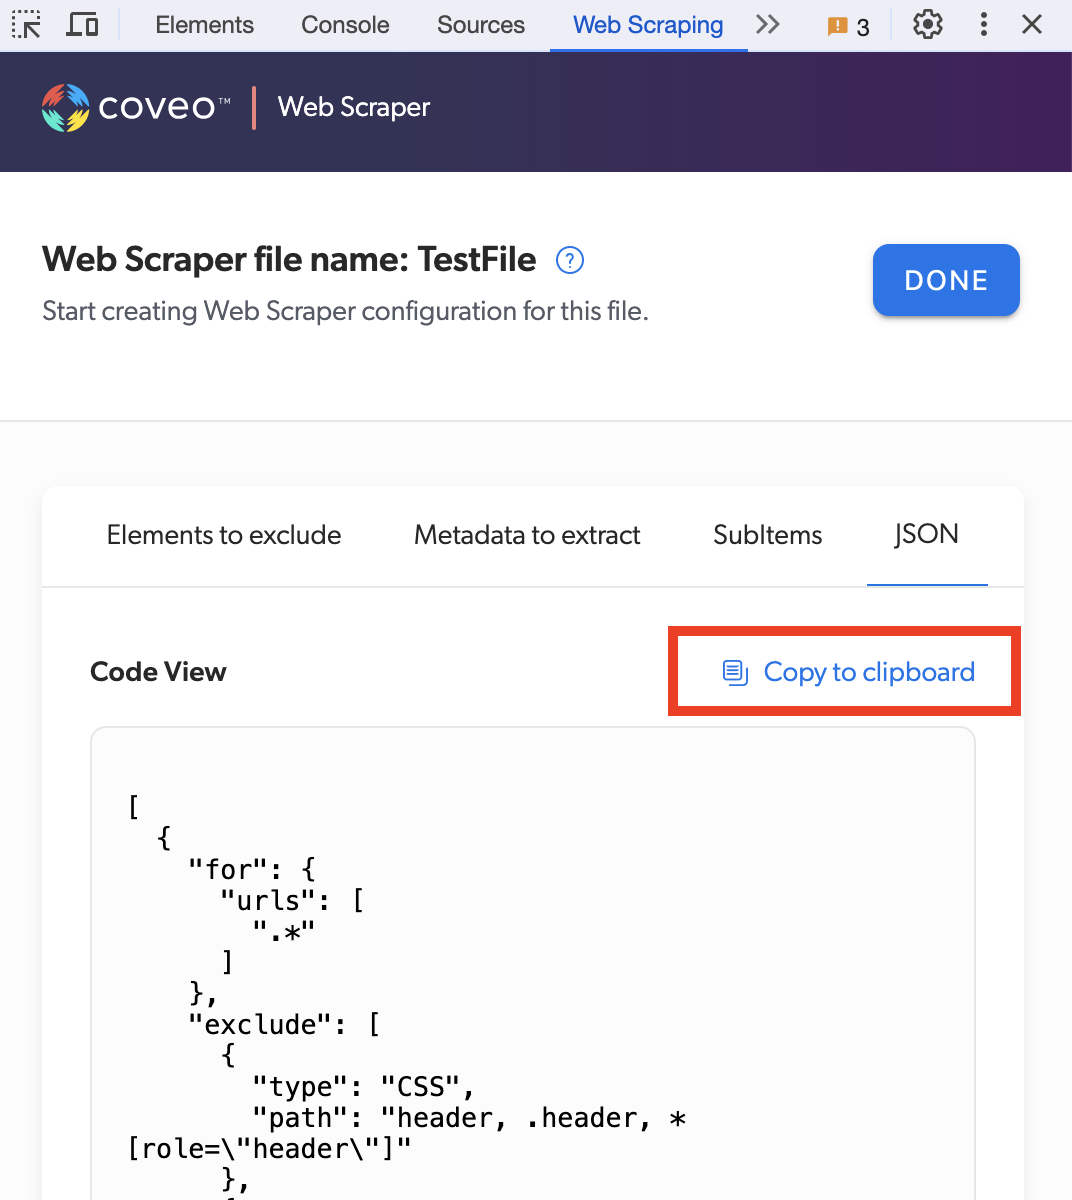 Elements Console Sources Web Scraping 3
coveo™ Web Scraper
Web Scraper file name: TestFile ?
DONE
Start creating Web Scraper configuration for this file.
Elements to exclude Metadata to extract SubItems JSON
Code View Copy to clipboard
[
  {
    "for": {
      "urls": [
        ".*"
      ]
    },
    "exclude": [
      {
        "type": "CSS",
        "path": "header, .header, *
[role=\"header\"]"
      },